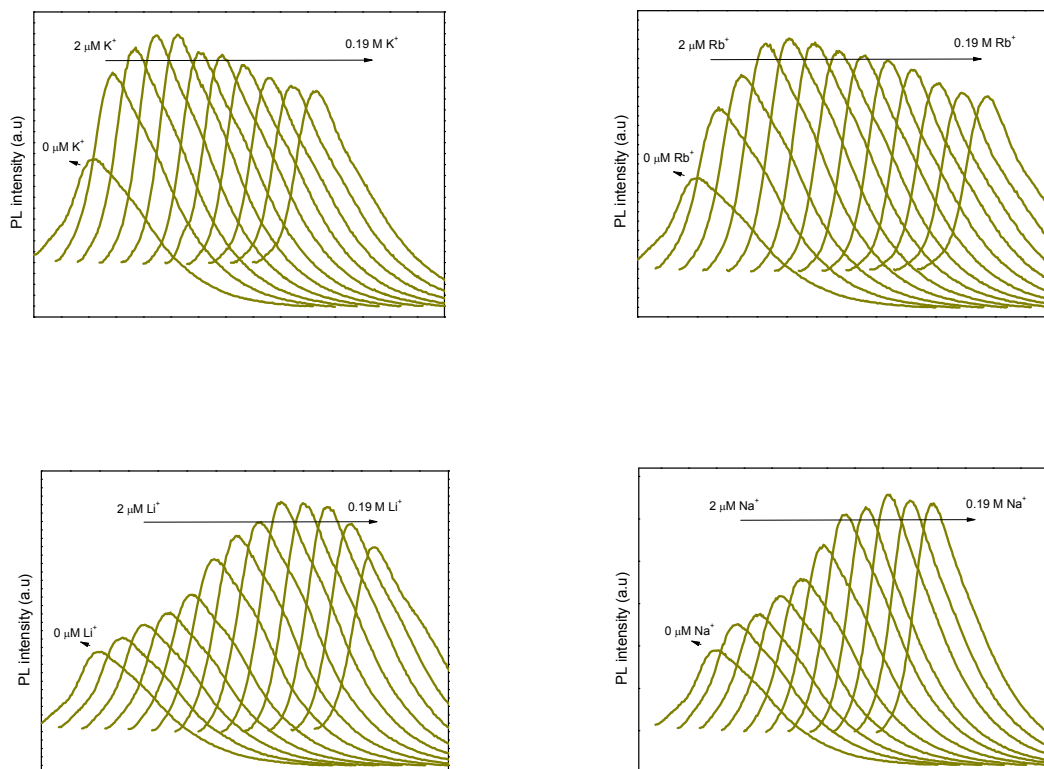 2 μM K⁺
0.19 M K⁺
0 μM K⁺
PL intensity (a.u)
2 μM Rb⁺
0.19 M Rb⁺
0 μM Rb⁺
PL intensity (a.u)
2 μM Li⁺
0.19 M Li⁺
0 μM Li⁺
PL intensity (a.u)
2 μM Na⁺
0.19 M Na⁺
0 μM Na⁺
PL intensity (a.u)